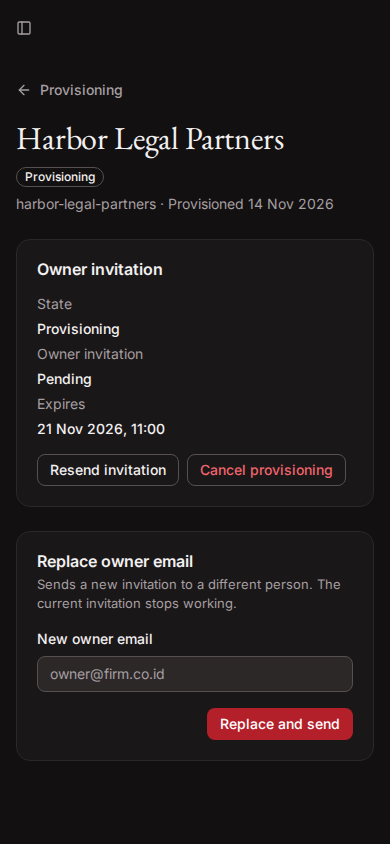 Provisioning
Harbor Legal Partners
Provisioning
harbor-legal-partners · Provisioned 14 Nov 2026
Owner invitation
State
Provisioning
Owner invitation
Pending
Expires
21 Nov 2026, 11:00
Resend invitation
Cancel provisioning
Replace owner email
Sends a new invitation to a different person. The
current invitation stops working.
New owner email
owner@firm.co.id
Replace and send